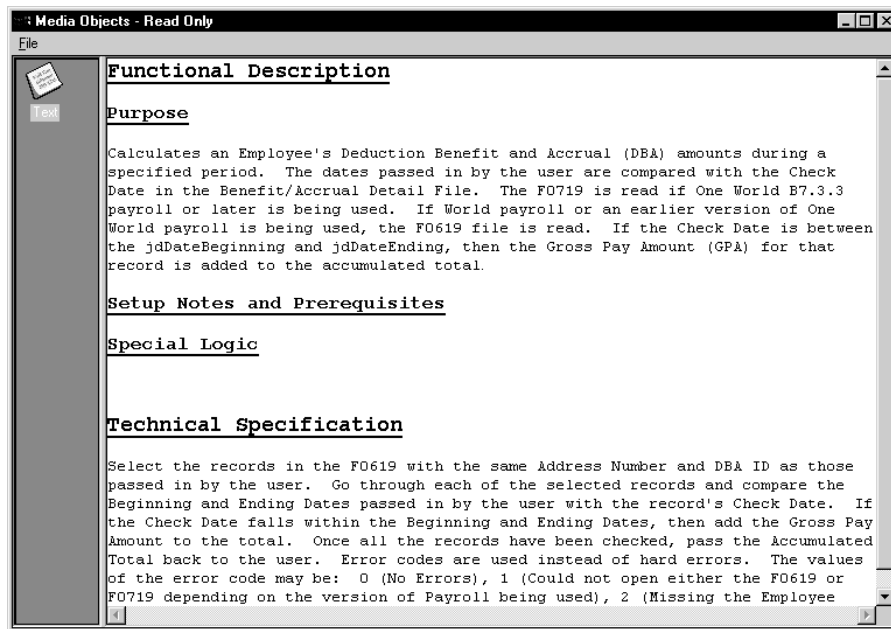 Media Objects - Read Only
File
Text
Functional Description
Purpose
Calculates an Employee's Deduction Benefit and Accrual (DBA) amounts during a
specified period.  The dates passed in by the user are compared with the Check
Date in the Benefit/Accrual Detail File.  The F0719 is read if One World B7.3.3
payroll or later is being used.  If World payroll or an earlier version of One
World payroll is being used, the F0619 file is read.  If the Check Date is between
the jdDateBeginning and jdDateEnding, then the Gross Pay Amount (GPA) for that
record is added to the accumulated total.
Setup Notes and Prerequisites
Special Logic
Technical Specification
Select the records in the F0619 with the same Address Number and DBA ID as those
passed in by the user.  Go through each of the selected records and compare the
Beginning and Ending Dates passed in by the user with the record's Check Date.  If
the Check Date falls within the Beginning and Ending Dates, then add the Gross Pay
Amount to the total.  Once all the records have been checked, pass the Accumulated
Total back to the user.  Error codes are used instead of hard errors.  The values
of the error code may be:  0 (No Errors), 1 (Could not open either the F0619 or
F0719 depending on the version of Payroll being used), 2 (Missing the Employee